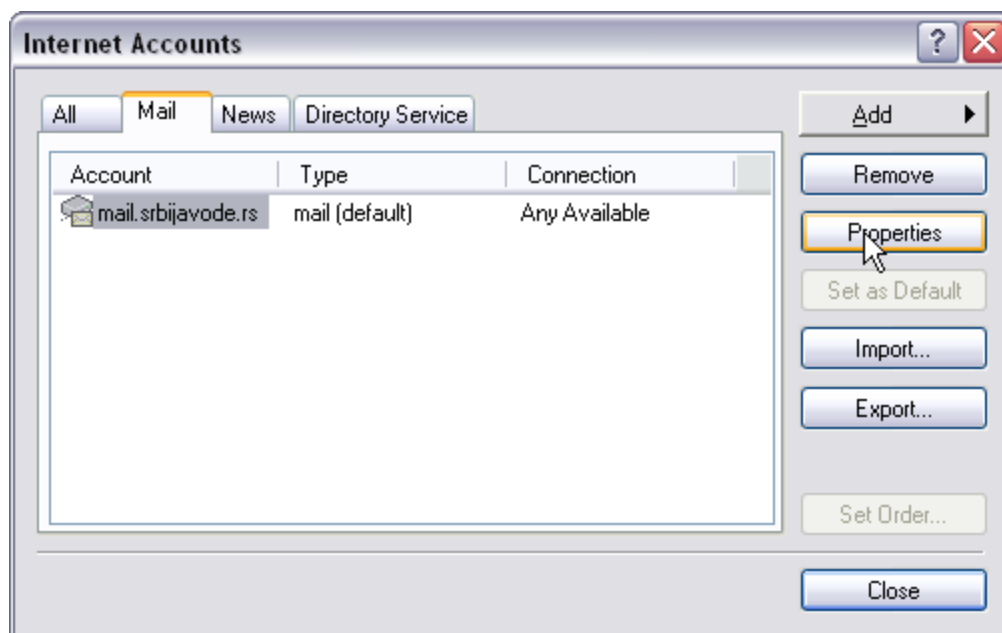 Internet Accounts
All Mail News Directory Service
Account Type Connection
mail.srbijavode.rs mail (default) Any Available
Add
Remove
Properties
Set as Default
Import...
Export...
Set Order...
Close